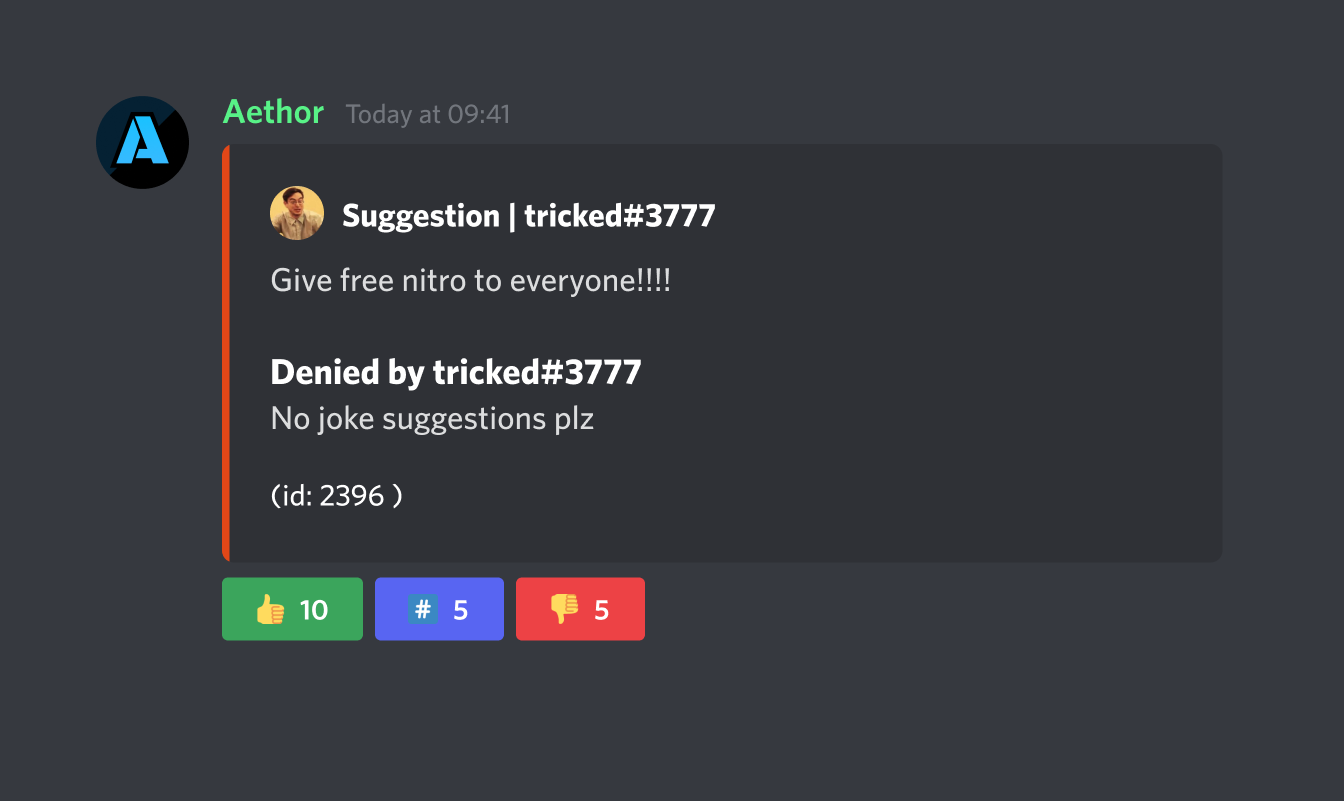 A
Aethor Today at 09:41
Suggestion | tricked#3777
Give free nitro to everyone!!!!
Denied by tricked#3777
No joke suggestions plz
(id: 2396 )
👍 10 #️⃣ 5 👎 5